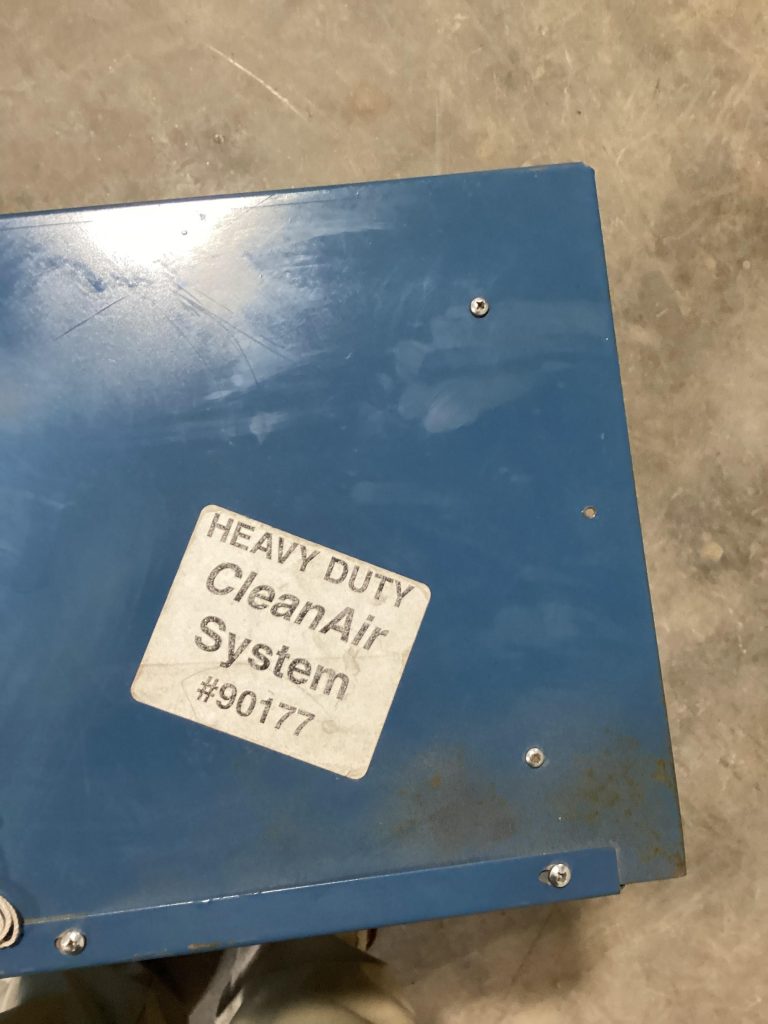 HEAVY DUTY
CleanAir
System
#90177